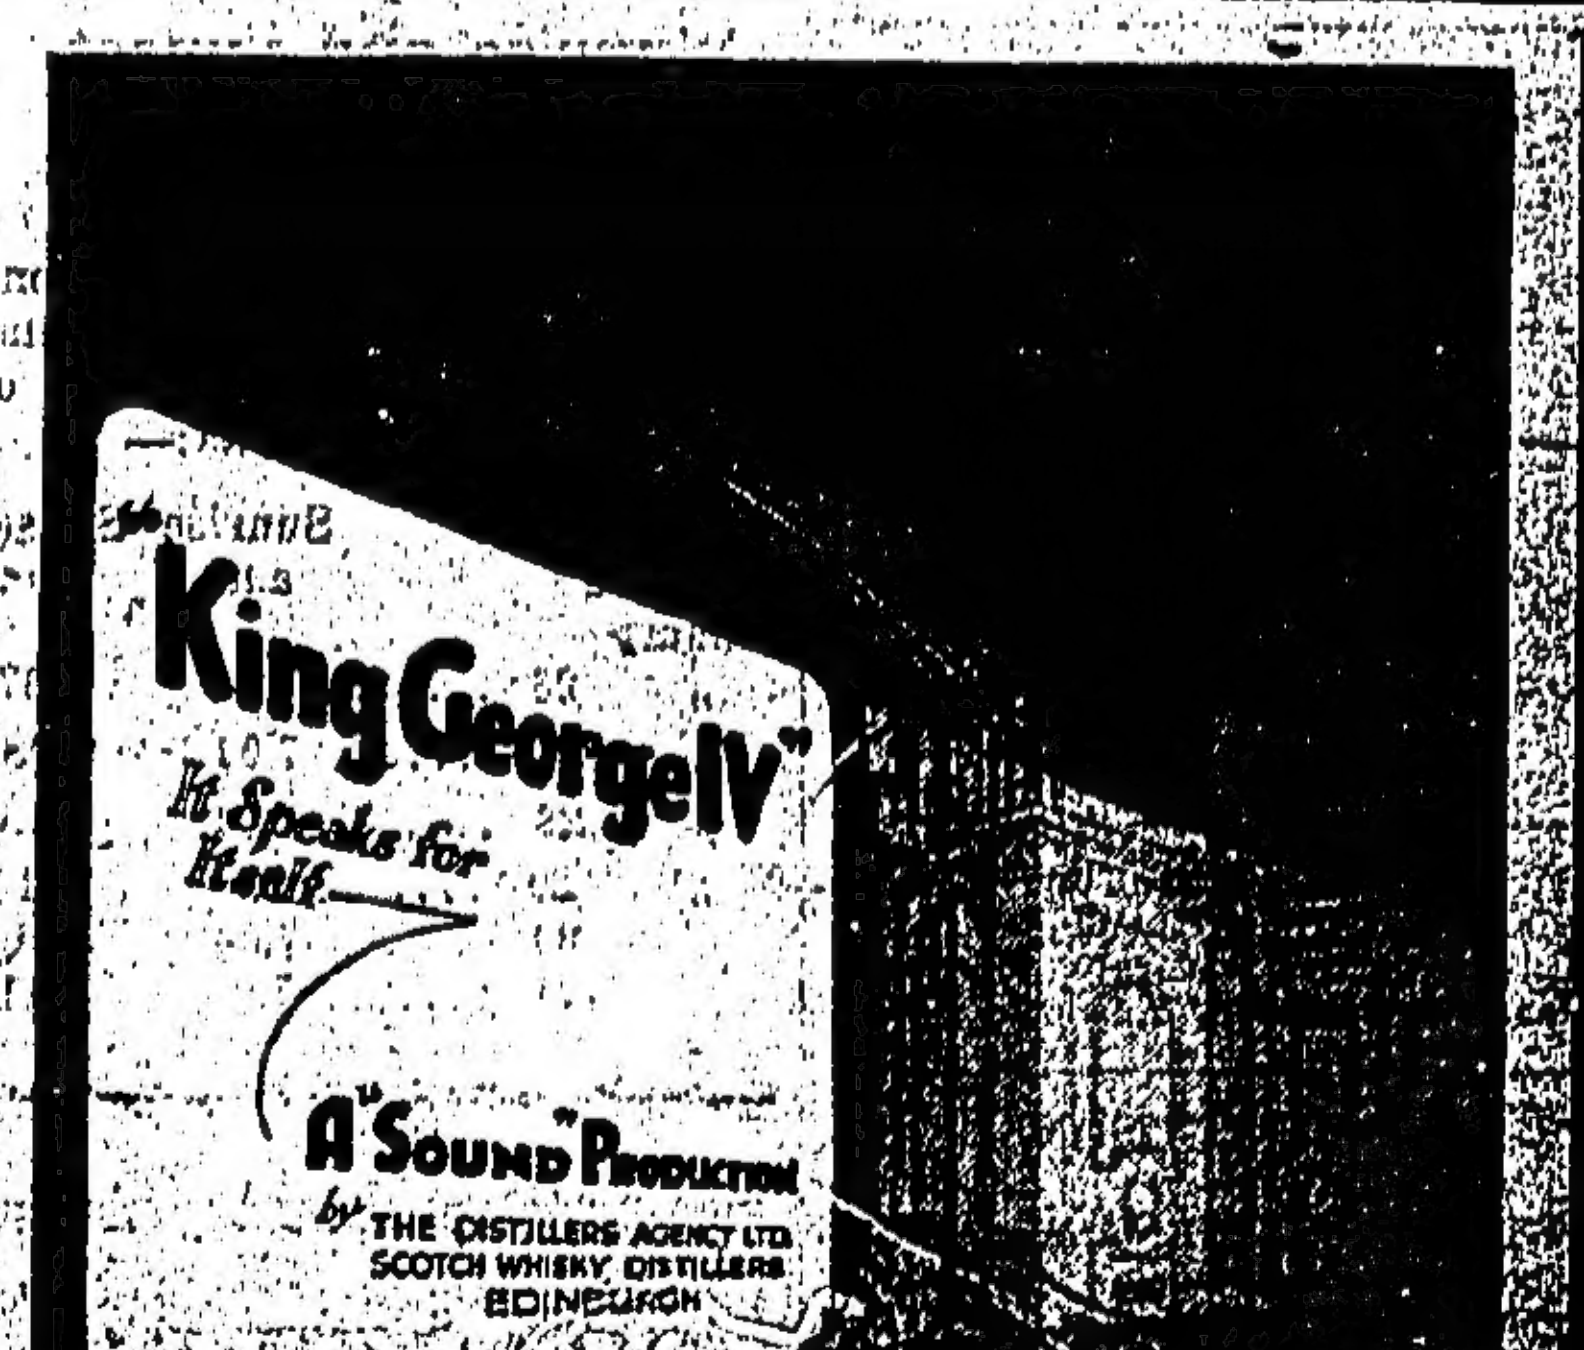 "King George IV"
It Speaks for
Itself
A "SOUND" PRODUCTION
by THE DISTILLERS AGENCY LTD.
SCOTCH WHISKY DISTILLERS
EDINBURGH